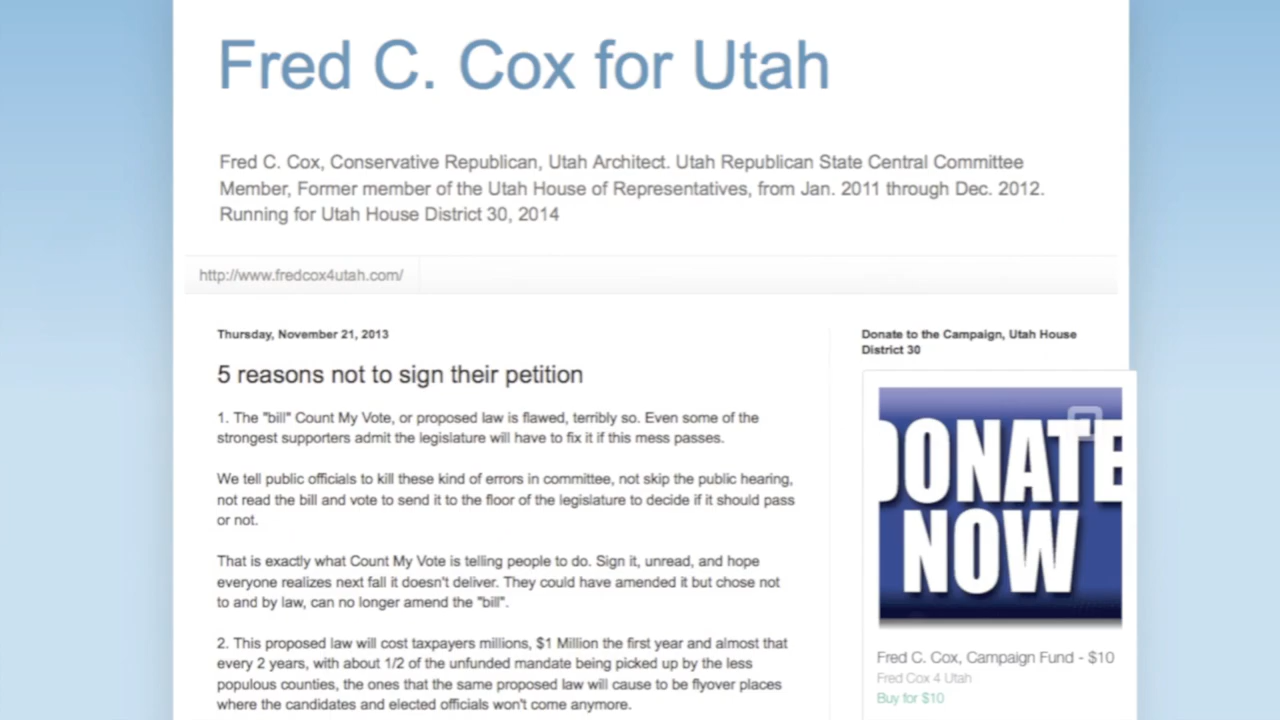 Fred C. Cox for Utah
Fred C. Cox, Conservative Republican, Utah Architect. Utah Republican State Central Committee
Member, Former member of the Utah House of Representatives, from Jan. 2011 through Dec. 2012.
Running for Utah House District 30, 2014
http://www.fredcox4utah.com/
Thursday, November 21, 2013
5 reasons not to sign their petition
1. The "bill" Count My Vote, or proposed law is flawed, terribly so. Even some of the
strongest supporters admit the legislature will have to fix it if this mess passes.
We tell public officials to kill these kind of errors in committee, not skip the public hearing,
not read the bill and vote to send it to the floor of the legislature to decide if it should pass
or not.
That is exactly what Count My Vote is telling people to do. Sign it, unread, and hope
everyone realizes next fall it doesn't deliver. They could have amended it but chose not
to and by law, can no longer amend the "bill".
2. This proposed law will cost taxpayers millions, $1 Million the first year and almost that
every 2 years, with about 1/2 of the unfunded mandate being picked up by the less
populous counties, the ones that the same proposed law will cause to be flyover places
where the candidates and elected officials won't come anymore.
Donate to the Campaign, Utah House
District 30
DONATE
NOW
Fred C. Cox, Campaign Fund - $10
Fred Cox 4 Utah
Buy for $10